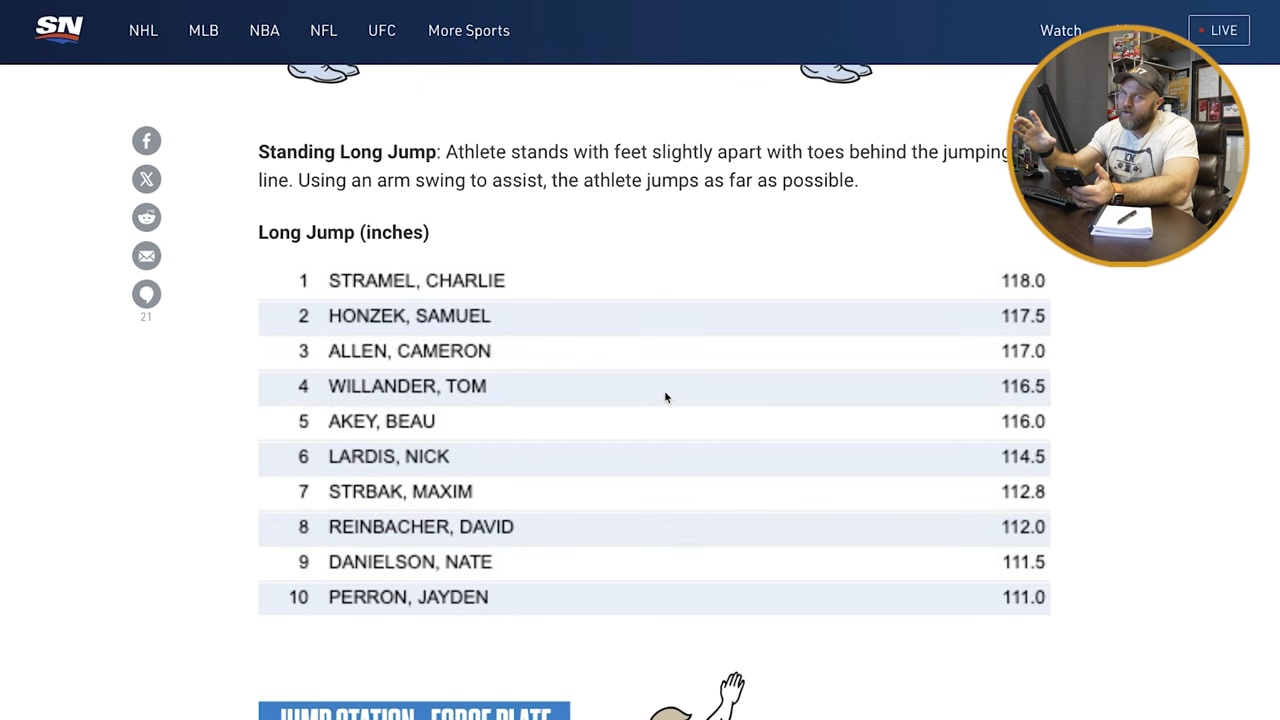 SN NHL MLB NBA NFL UFC More Sports Watch LIVE
Standing Long Jump: Athlete stands with feet slightly apart with toes behind the jumping
line. Using an arm swing to assist, the athlete jumps as far as possible.
Long Jump (inches)
1 STRAMEL, CHARLIE 118.0
2 HONZEK, SAMUEL 117.5
3 ALLEN, CAMERON 117.0
4 WILLANDER, TOM 116.5
5 AKEY, BEAU 116.0
6 LARDIS, NICK 114.5
7 STRBAK, MAXIM 112.8
8 REINBACHER, DAVID 112.0
9 DANIELSON, NATE 111.5
10 PERRON, JAYDEN 111.0
21
JUMP STATION - FORCE PLATE